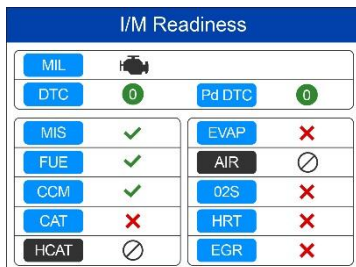 I/M Readiness
MIL
DTC 0 Pd DTC 0
MIS EVAP
FUE AIR
CCM 02S
CAT HRT
HCAT EGR